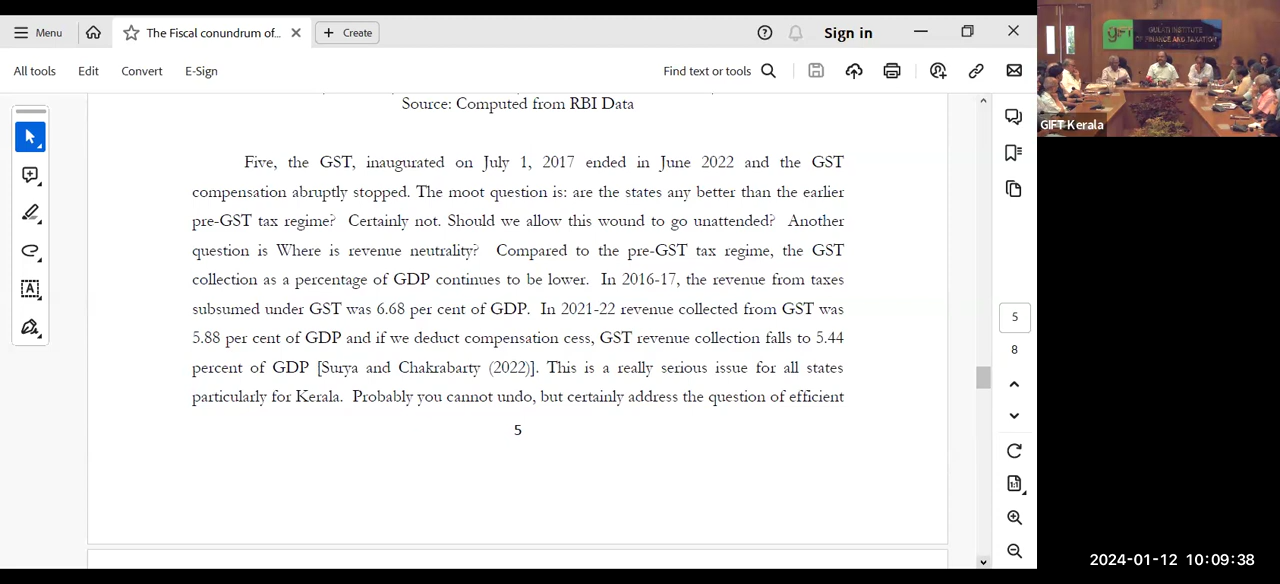 Menu
The Fiscal conundrum of...
Create
Sign in
All tools
Edit
Convert
E-Sign
Find text or tools
Source: Computed from RBI Data
Five, the GST, inaugurated on July 1, 2017 ended in June 2022 and the GST
compensation abruptly stopped. The moot question is: are the states any better than the earlier
pre-GST tax regime? Certainly not. Should we allow this wound to go unattended? Another
question is Where is revenue neutrality? Compared to the pre-GST tax regime, the GST
collection as a percentage of GDP continues to be lower. In 2016-17, the revenue from taxes
subsumed under GST was 6.68 per cent of GDP. In 2021-22 revenue collected from GST was
5.88 per cent of GDP and if we deduct compensation cess, GST revenue collection falls to 5.44
percent of GDP [Surya and Chakrabarty (2022)]. This is a really serious issue for all states
particularly for Kerala. Probably you cannot undo, but certainly address the question of efficient
5
5
8
1:1
gift
GULATI INSTITUTE
OF FINANCE AND TAXATION
GIFT Kerala
2024-01-12 10:09:38